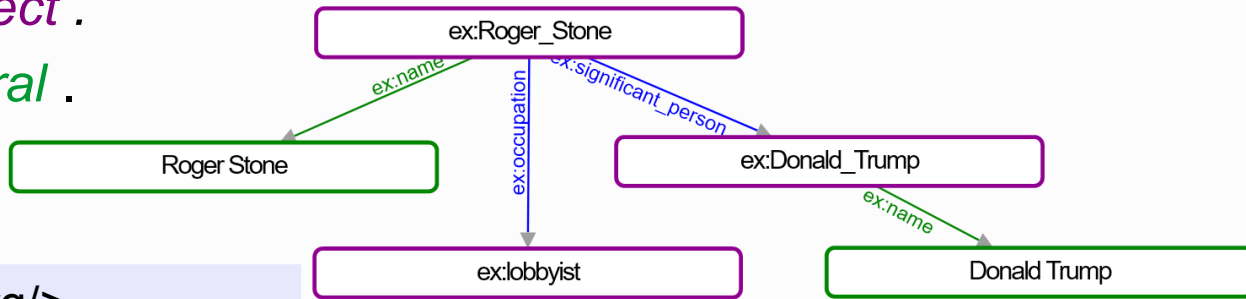 ect .
ral .
ex:Roger_Stone
ex:name
ex:occupation
ex:significant_person
Roger Stone
ex:Donald_Trump
ex:name
ex:lobbyist
Donald Trump
g/>